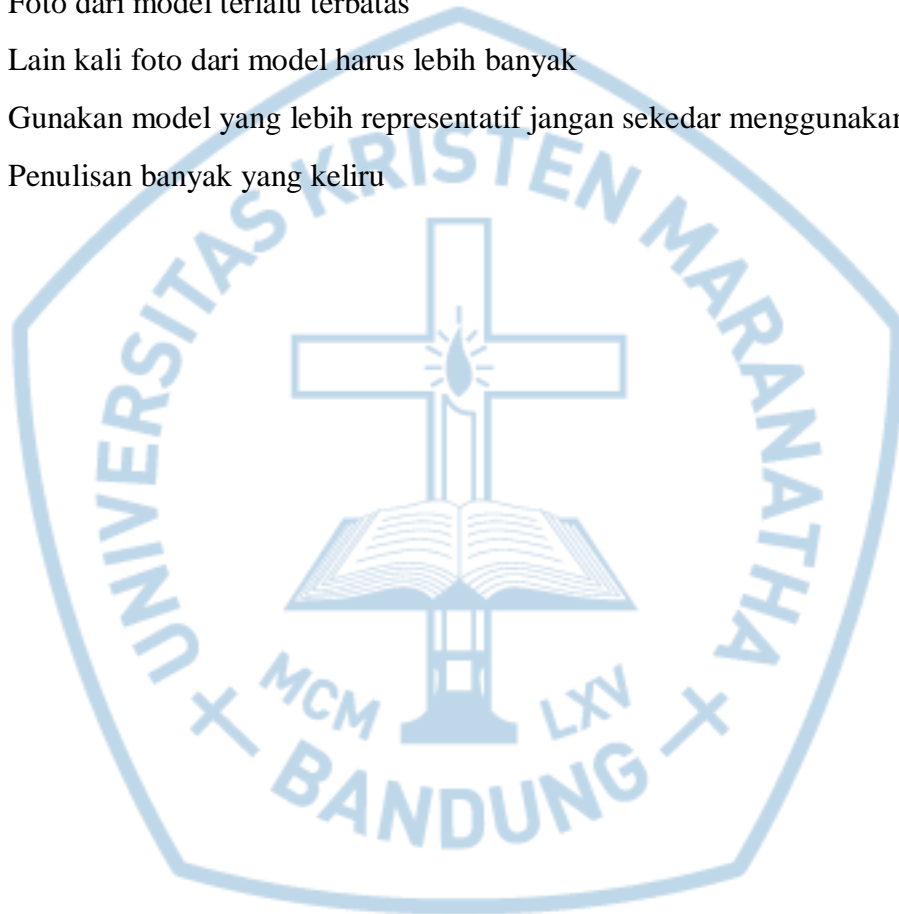 Foto dari model terlalu terbatas
Lain kali foto dari model harus lebih banyak
Gunakan model yang lebih representatif jangan sekedar menggunakan
Penulisan banyak yang keliru
UNIVERSITAS KRISTEN MARANATHA
MCM LXV
BANDUNG